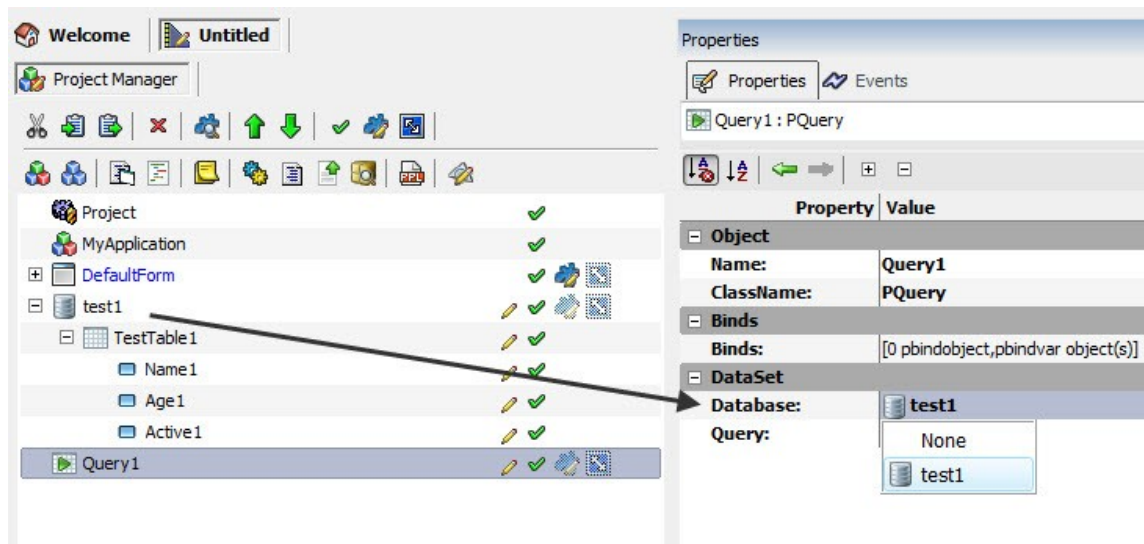 Welcome
Untitled
Project Manager
Project
MyApplication
DefaultForm
test1
TestTable1
Name1
Age1
Active1
Query1
Properties
Properties
Events
Query1 : PQuery
Property Value
Object
Name: Query1
ClassName: PQuery
Binds
Binds: [0 pbindobject,pbindvar object(s)]
DataSet
Database: test1
Query:
None
test1